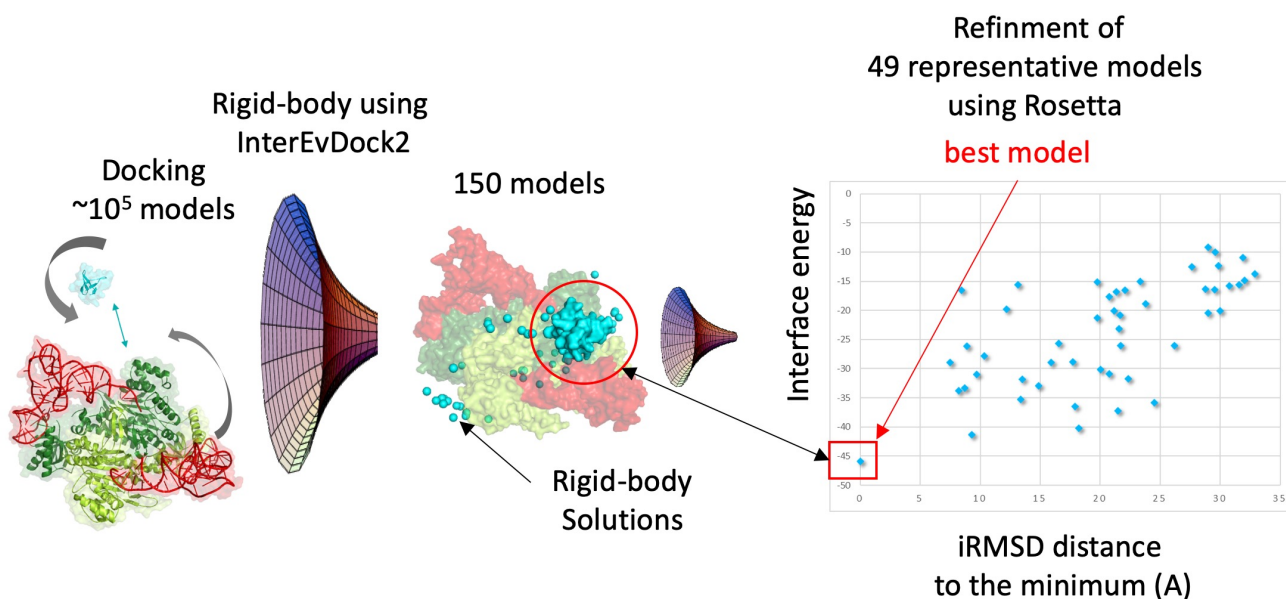 Docking
~10⁵ models
Rigid-body using
InterEvDock2
150 models
Rigid-body
Solutions
Refinment of
49 representative models
using Rosetta
best model
Interface energy
0
-5
-10
-15
-20
-25
-30
-35
-40
-45
-50
0
5
10
15
20
25
30
35
iRMSD distance
to the minimum (A)